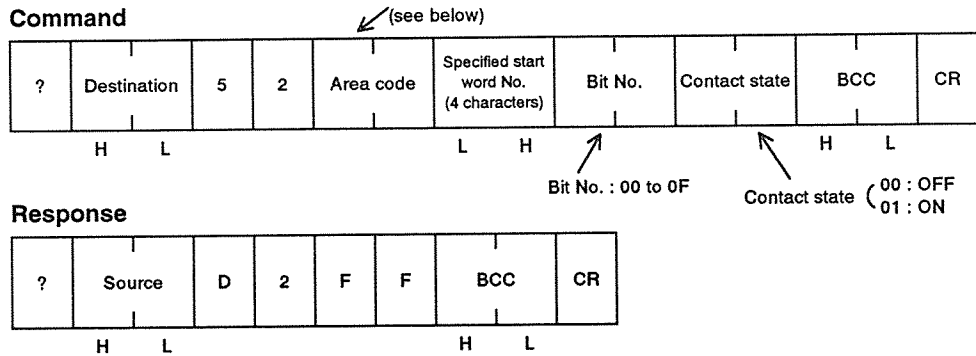 (see below)
Command
? Destination 5 2 Area code Specified start word No. (4 characters) Bit No. Contact state BCC CR
H L L H H L
Bit No. : 00 to 0F
Contact state 00 : OFF
01 : ON
Response
? Source D 2 F F BCC CR
H L H L